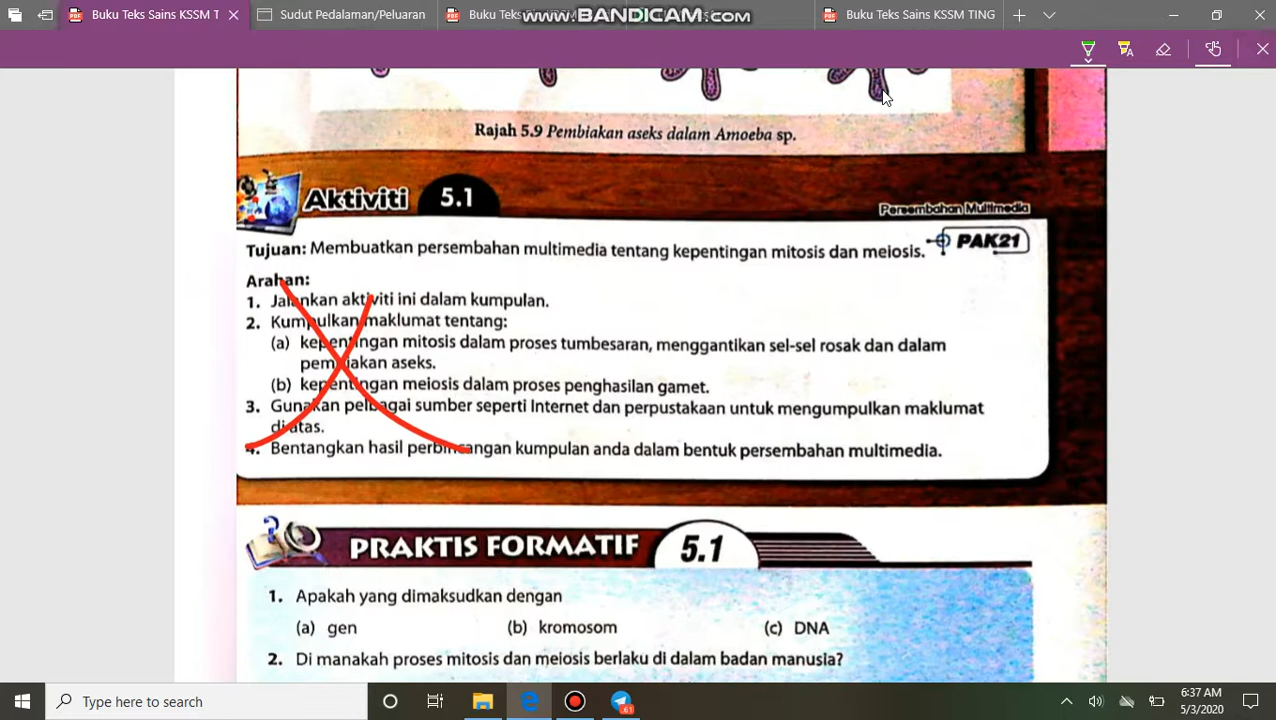 Buku Teks Sains KSSM T
Sudut Pedalaman/Peluaran
www.BANDICAM.com
Buku Teks Sains KSSM TING
Rajah 5.9 Pembiakan aseks dalam Amoeba sp.
Aktiviti 5.1
Persembahan Multimedia
PAK21
Tujuan: Membuatkan persembahan multimedia tentang kepentingan mitosis dan meiosis.
Arahan:
1. Jalankan aktiviti ini dalam kumpulan.
2. Kumpulkan maklumat tentang:
(a) kepentingan mitosis dalam proses tumbesaran, menggantikan sel-sel rosak dan dalam
pembiakan aseks.
(b) kepentingan meiosis dalam proses penghasilan gamet.
3. Gunakan pelbagai sumber seperti Internet dan perpustakaan untuk mengumpulkan maklumat
di atas.
4. Bentangkan hasil perbincangan kumpulan anda dalam bentuk persembahan multimedia.
PRAKTIS FORMATIF 5.1
1. Apakah yang dimaksudkan dengan
(a) gen (b) kromosom (c) DNA
2. Di manakah proses mitosis dan meiosis berlaku di dalam badan manusia?
Type here to search
61
6:37 AM
5/3/2020